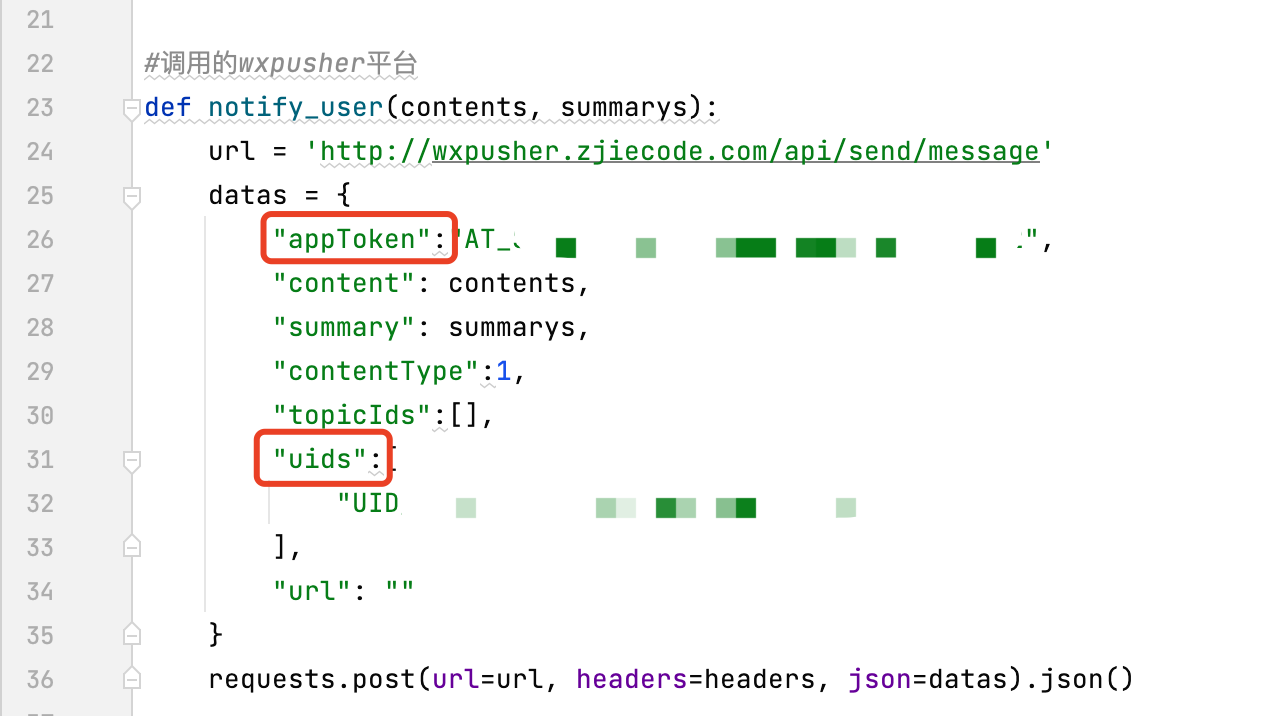 21
22 #调用的wxpusher平台
23 def notify_user(contents, summarys):
24 url = 'http://wxpusher.zjiecode.com/api/send/message'
25 datas = {
26 "appToken":"AT_ ",
27 "content": contents,
28 "summary": summarys,
29 "contentType":1,
30 "topicIds":[],
31 "uids":[
32 "UID
33 ],
34 "url": ""
35 }
36 requests.post(url=url, headers=headers, json=datas).json()